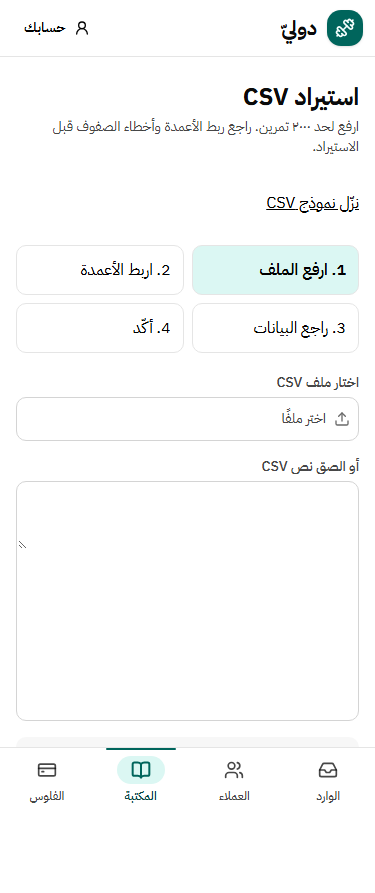 دوليّ
حسابك
استيراد CSV
ارفع لحد ٢٠٠٠ تمرين. راجع ربط الأعمدة وأخطاء الصفوف قبل
الاستيراد.
نزّل نموذج CSV
1. ارفع الملف
2. اربط الأعمدة
3. راجع البيانات
4. أكّد
اختار ملف CSV
اختر ملفًا
أو الصق نص CSV
الوارد
العملاء
المكتبة
الفلوس